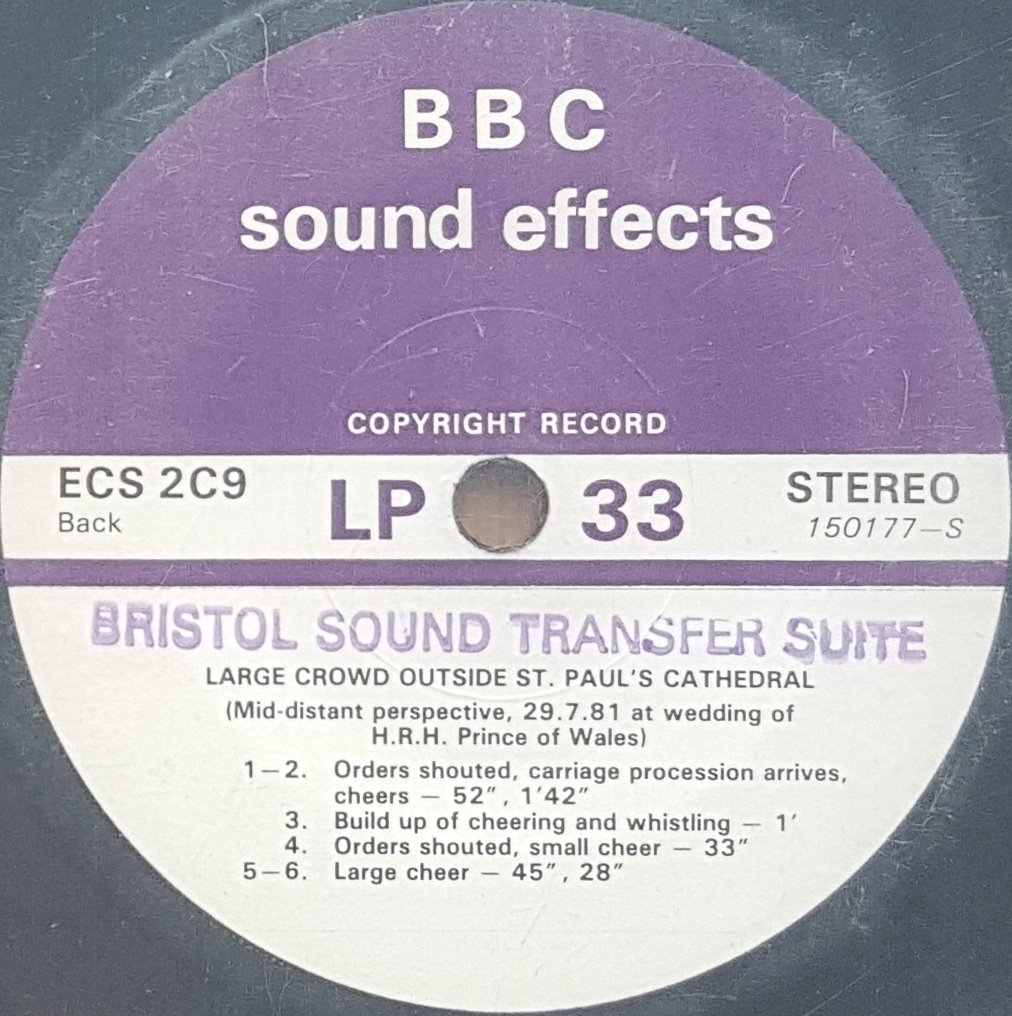 BBC
sound effects
COPYRIGHT RECORD
ECS 2C9
Back
LP 33
STEREO
150177–S
BRISTOL SOUND TRANSFER SUITE
LARGE CROWD OUTSIDE ST. PAUL'S CATHEDRAL
(Mid-distant perspective, 29.7.81 at wedding of
H.R.H. Prince of Wales)
1–2. Orders shouted, carriage procession arrives,
cheers – 52″, 1′42″
3. Build up of cheering and whistling – 1′
4. Orders shouted, small cheer – 33″
5–6. Large cheer – 45″, 28″